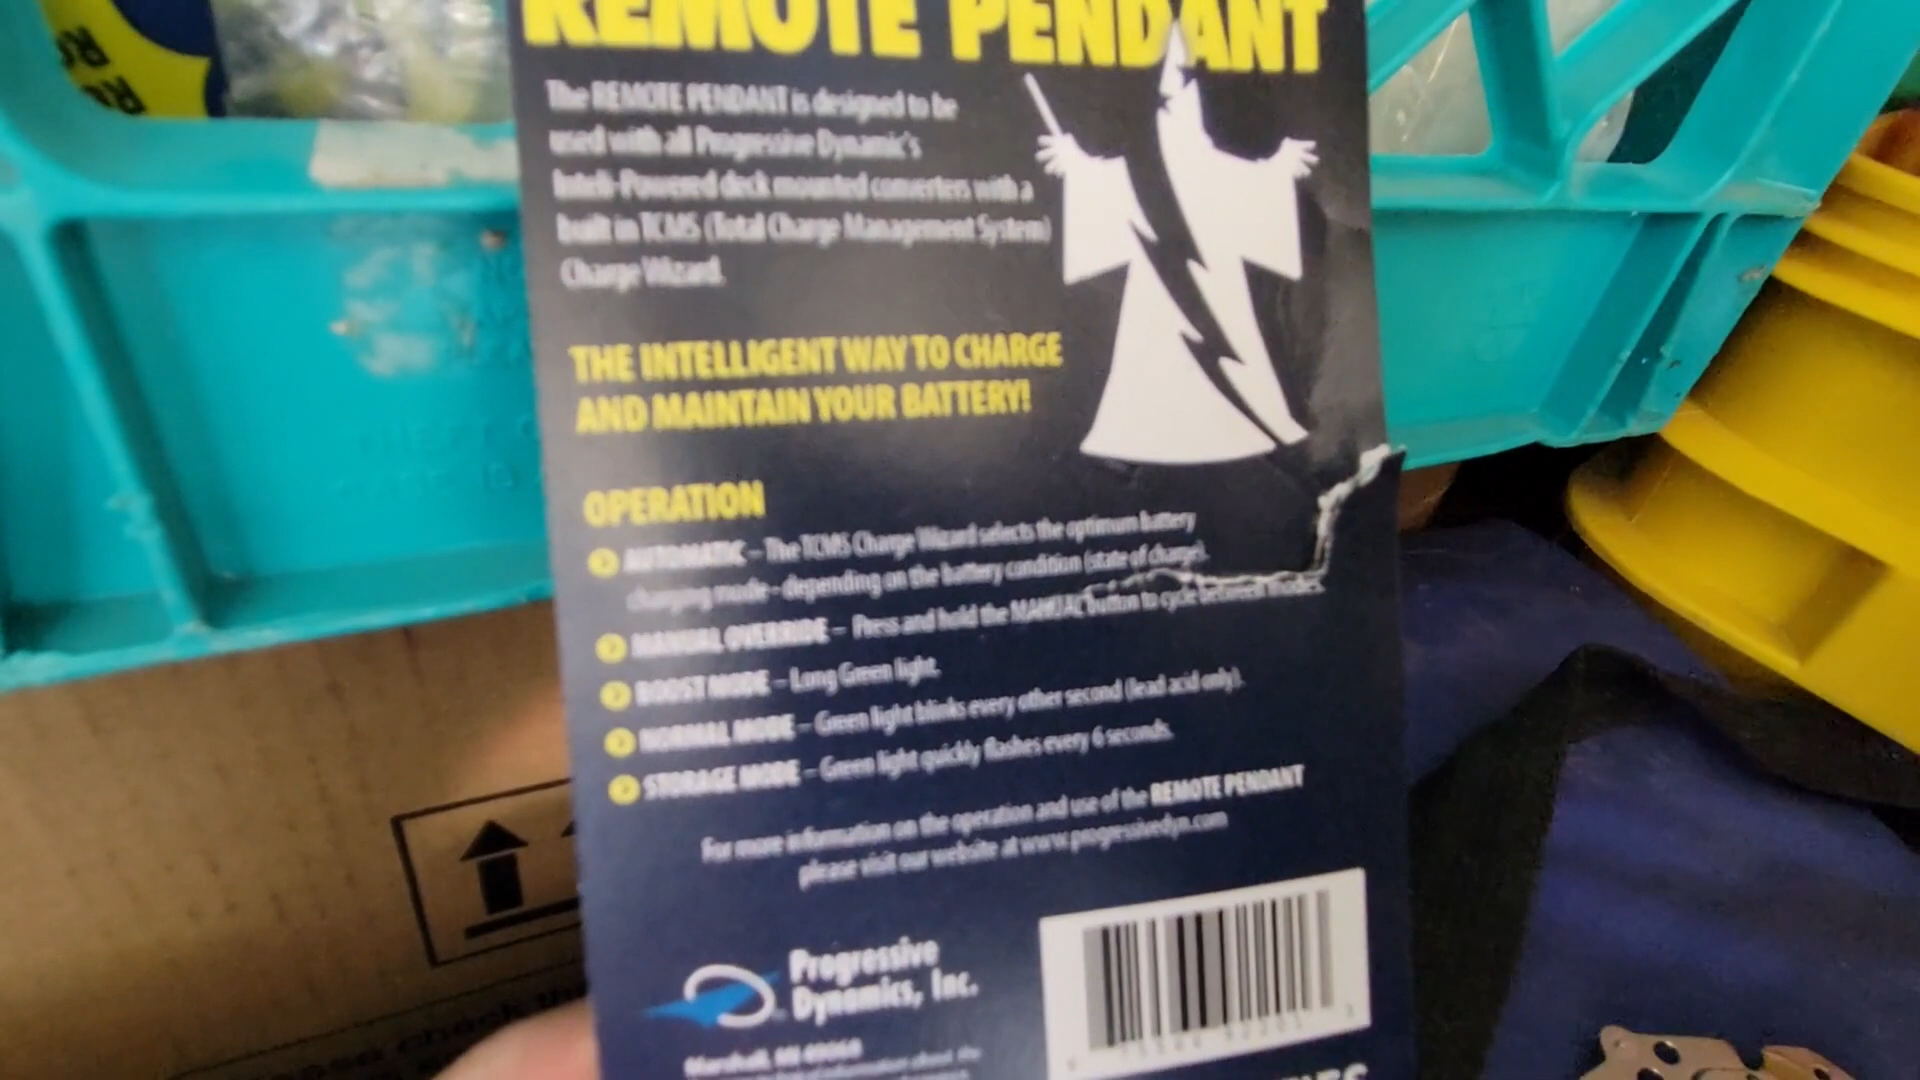 REMOTE PENDANT
The REMOTE PENDANT is designed to be
used with all Progressive Dynamic's
Inteli-Powered deck mounted converters with a
built in TCMS (Total Charge Management System)
Charge Wizard.
THE INTELLIGENT WAY TO CHARGE
AND MAINTAIN YOUR BATTERY!
OPERATION
AUTOMATIC – The TCMS Charge Wizard selects the optimum battery
charging mode - depending on the battery condition (state of charge).
MANUAL OVERRIDE – Press and hold the MANUAL button to cycle between modes.
BOOST MODE – Long Green light.
NORMAL MODE – Green light blinks every other second (lead acid only).
STORAGE MODE – Green light quickly flashes every 6 seconds.
For more information on the operation and use of the REMOTE PENDANT
please visit our website at www.progressivedyn.com
Progressive
Dynamics, Inc.
Marshall, MI 49068
information about the